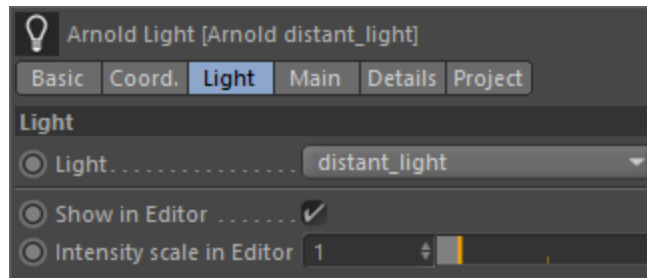 Arnold Light [Arnold distant_light]
Basic Coord. Light Main Details Project
Light
Light . . . . . . . . . . . . . . . . distant_light
Show in Editor . . . . . . .
Intensity scale in Editor 1